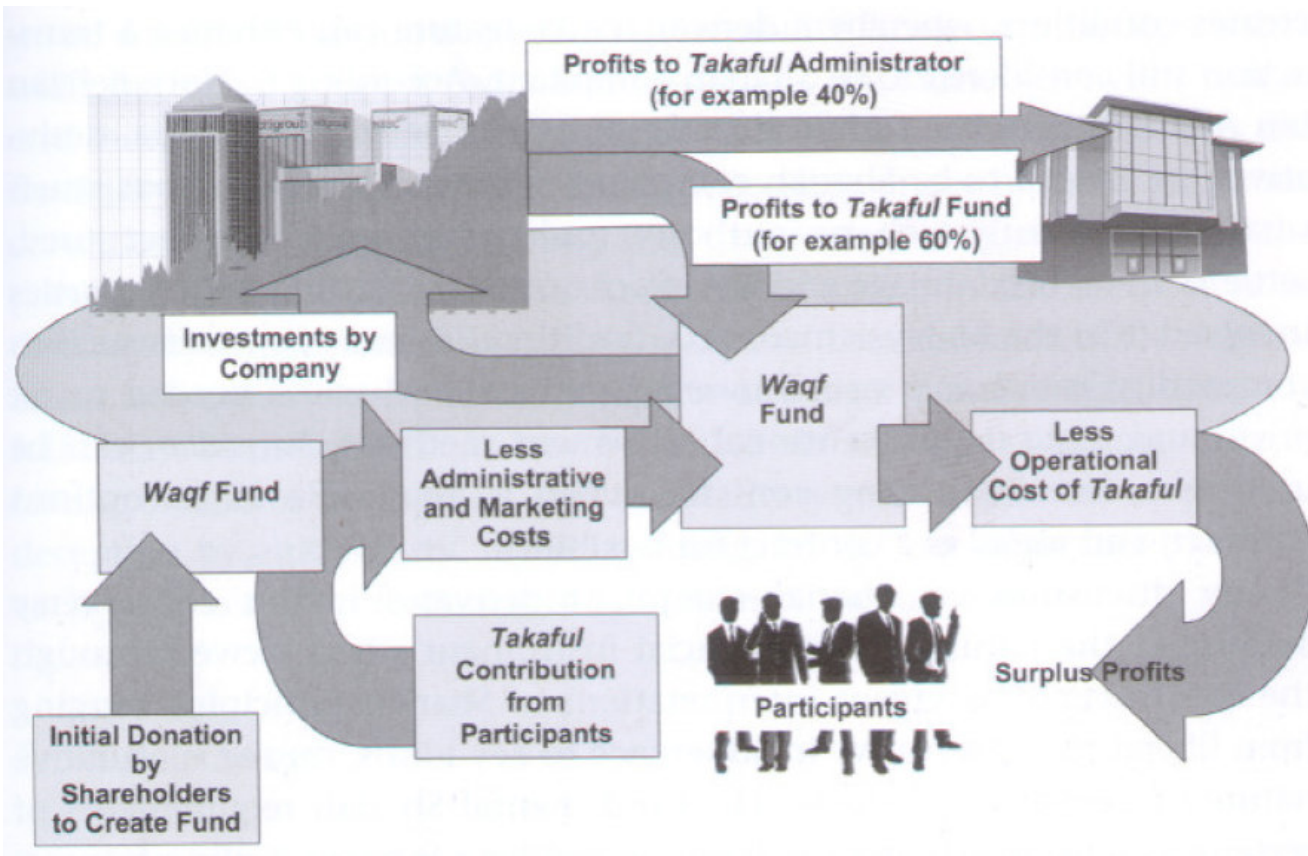 Profits to Takaful Administrator
(for example 40%)
Profits to Takaful Fund
(for example 60%)
Investments by
Company
Waqf
Fund
Waqf Fund
Less
Administrative
and Marketing
Costs
Less
Operational
Cost of Takaful
Takaful
Contribution
from
Participants
Participants
Surplus Profits
Initial Donation
by
Shareholders
to Create Fund